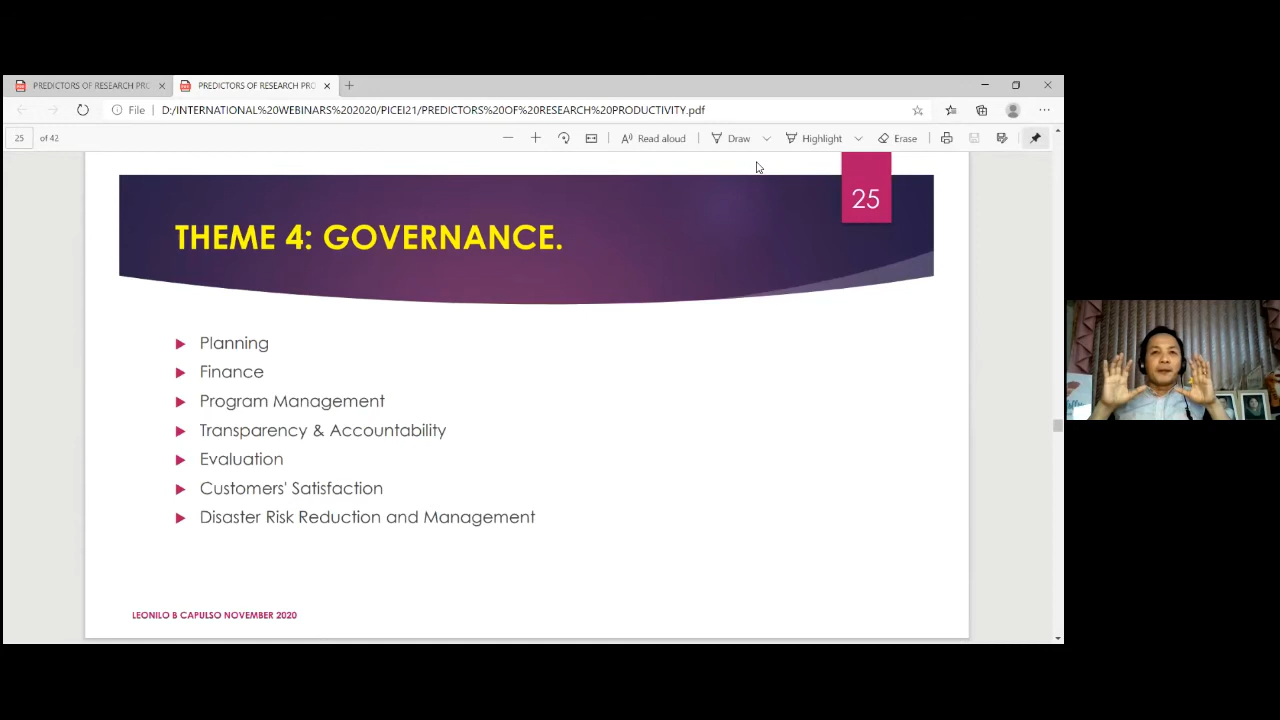 PREDICTORS OF RESEARCH PRO
PREDICTORS OF RESEARCH PRO
File
D:/INTERNATIONAL%20WEBINARS%202020/PICEI21/PREDICTORS%20OF%20RESEARCH%20PRODUCTIVITY.pdf
25 of 42
Read aloud
Draw
Highlight
Erase
25
THEME 4: GOVERNANCE.
Planning
Finance
Program Management
Transparency & Accountability
Evaluation
Customers' Satisfaction
Disaster Risk Reduction and Management
LEONILO B CAPULSO NOVEMBER 2020